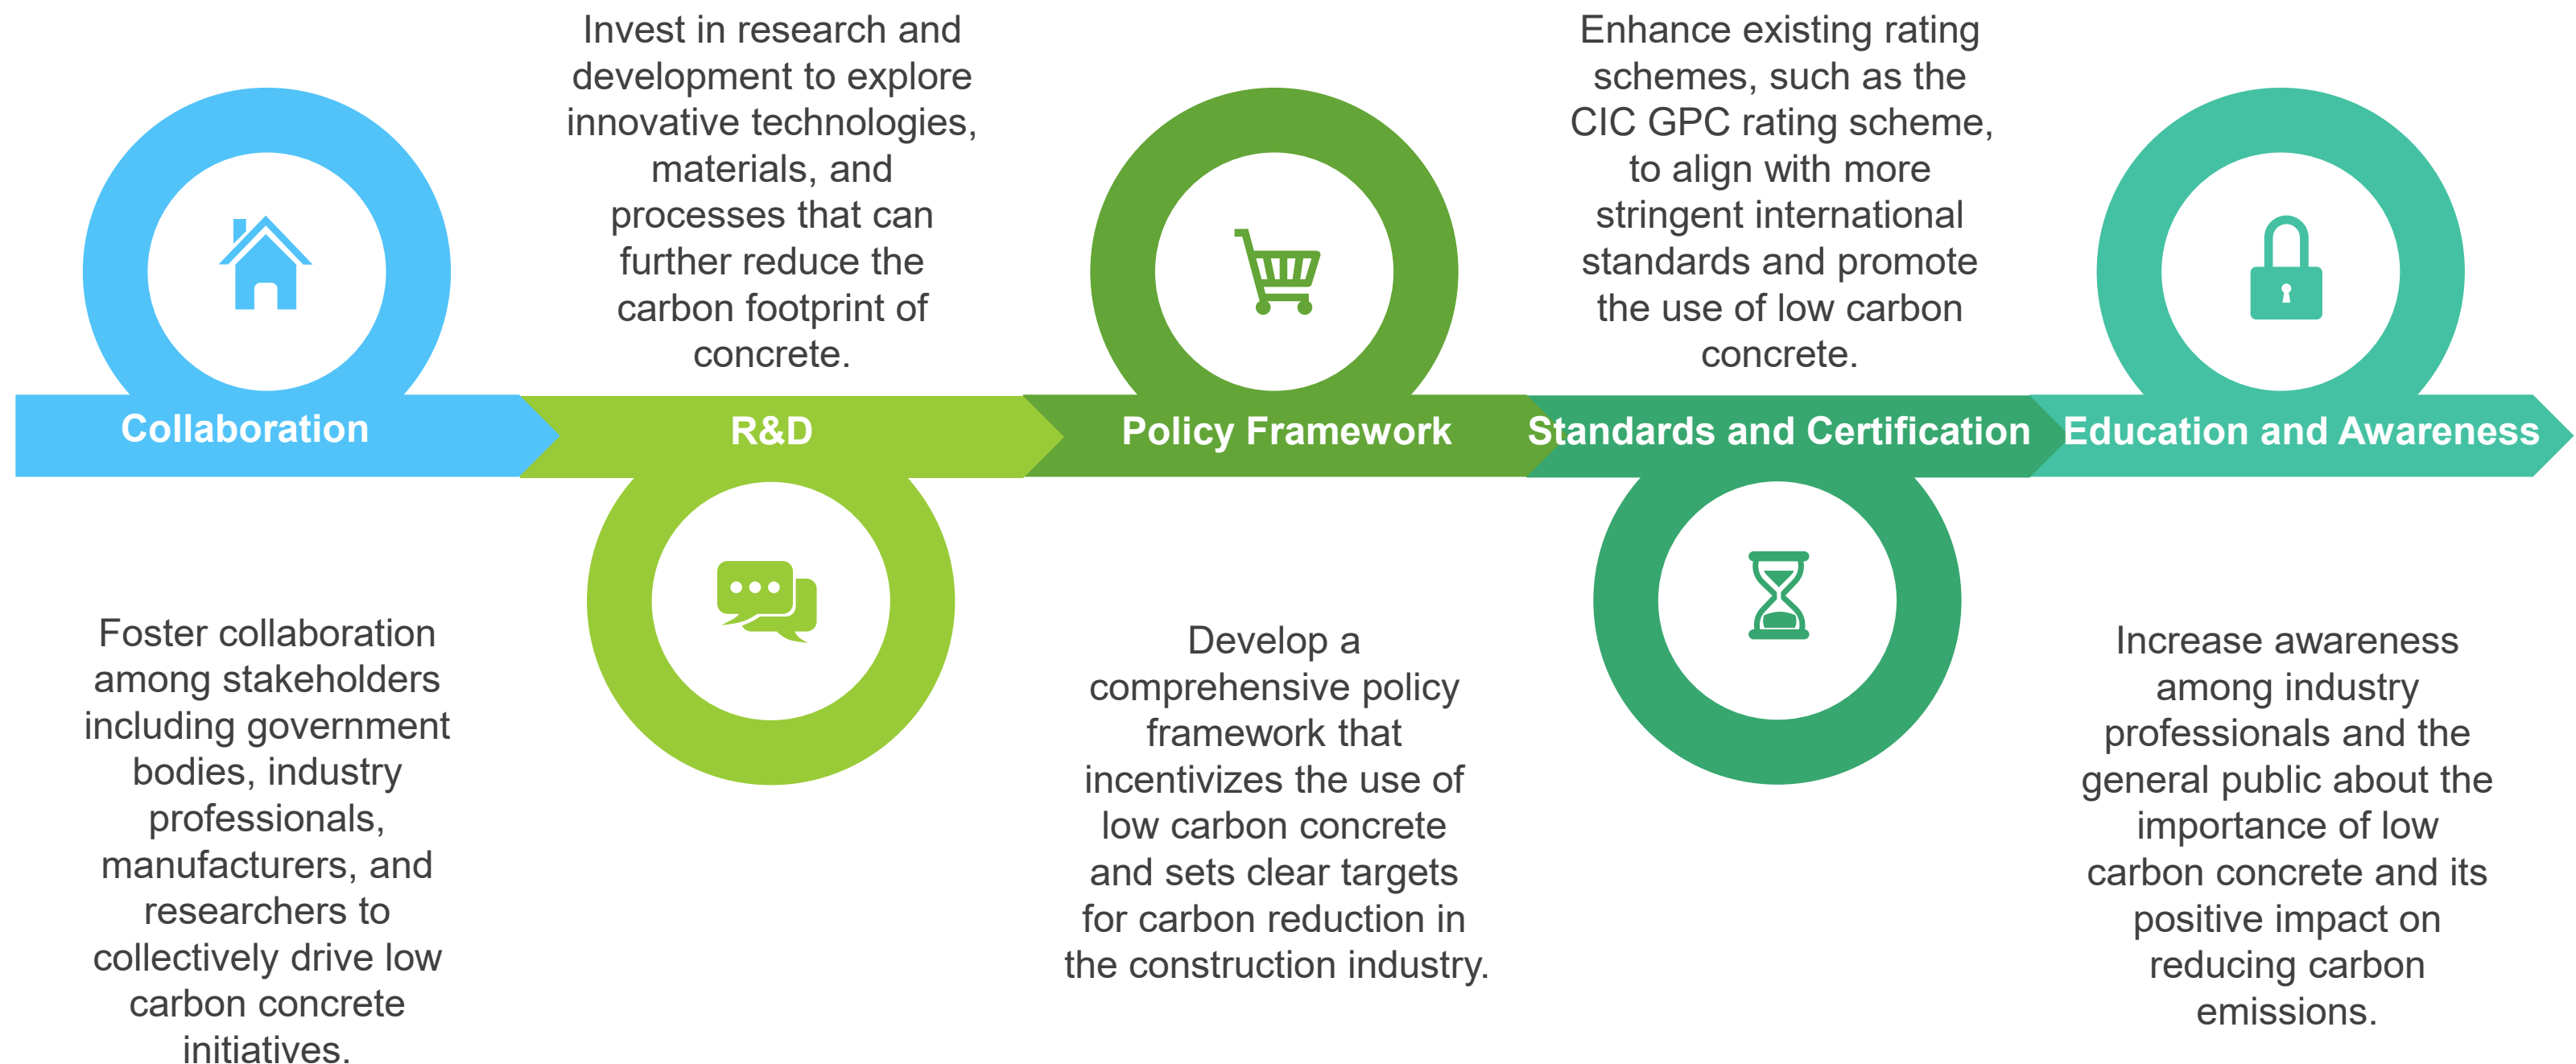 Invest in research and
development to explore
innovative technologies,
materials, and
processes that can
further reduce the
carbon footprint of
concrete.
Enhance existing rating
schemes, such as the
CIC GPC rating scheme,
to align with more
stringent international
standards and promote
the use of low carbon
concrete.
Collaboration
R&D
Policy Framework
Standards and Certification
Education and Awareness
Foster collaboration
among stakeholders
including government
bodies, industry
professionals,
manufacturers, and
researchers to
collectively drive low
carbon concrete
initiatives.
Develop a
comprehensive policy
framework that
incentivizes the use of
low carbon concrete
and sets clear targets
for carbon reduction in
the construction industry.
Increase awareness
among industry
professionals and the
general public about the
importance of low
carbon concrete and its
positive impact on
reducing carbon
emissions.